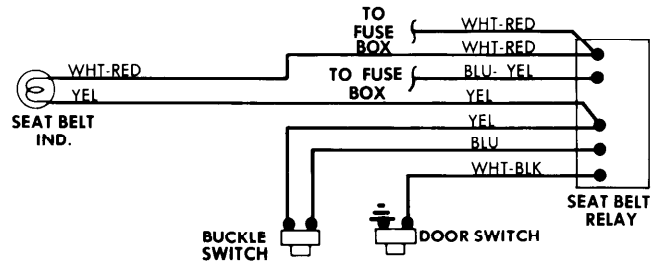 TO
FUSE
BOX
WHT-RED
WHT-RED
WHT-RED
TO FUSE
BOX
BLU- YEL
YEL
YEL
SEAT BELT
IND.
YEL
BLU
WHT-BLK
SEAT BELT
RELAY
BUCKLE
SWITCH
DOOR SWITCH